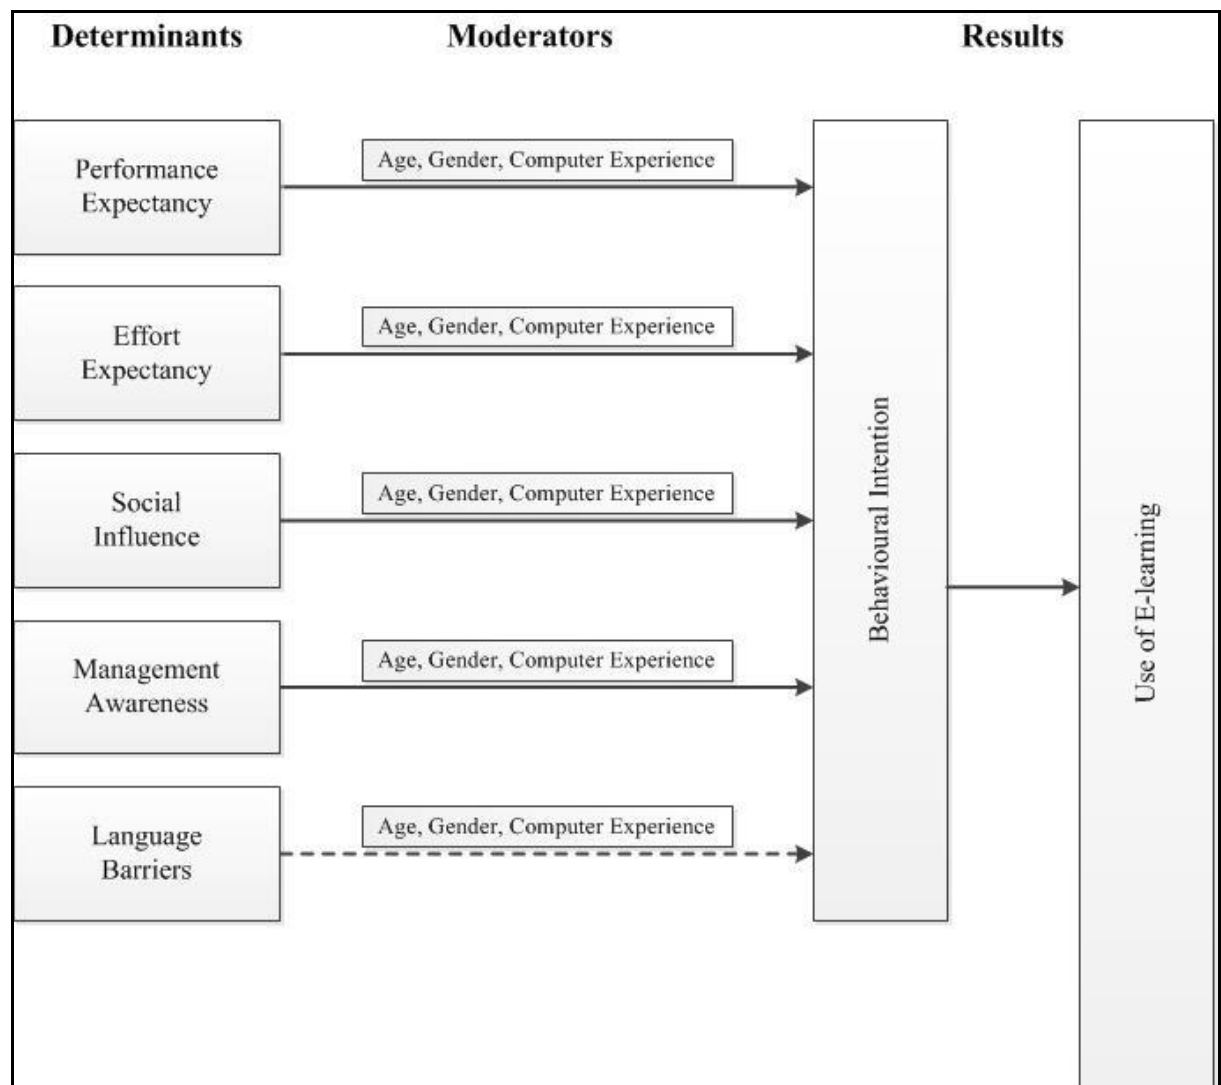 Determinants
Moderators
Results
Performance
Expectancy
Age, Gender, Computer Experience
Effort
Expectancy
Age, Gender, Computer Experience
Social
Influence
Age, Gender, Computer Experience
Management
Awareness
Age, Gender, Computer Experience
Language
Barriers
Age, Gender, Computer Experience
Behavioural Intention
Use of E-learning